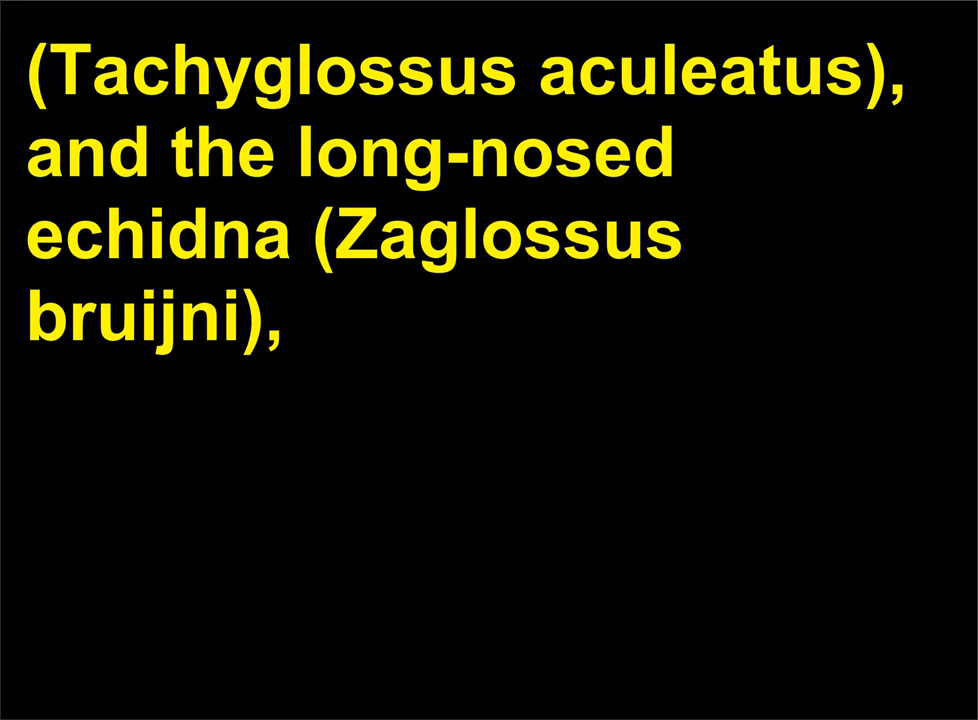 (Tachyglossus aculeatus),
and the long-nosed
echidna (Zaglossus
bruijni),